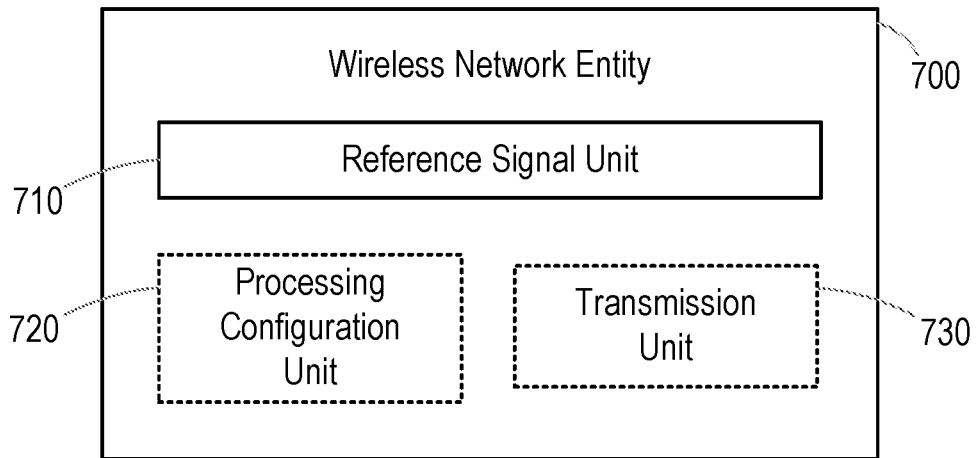 Wireless Network Entity
700
Reference Signal Unit
710
Processing
Configuration
Unit
720
Transmission
Unit
730